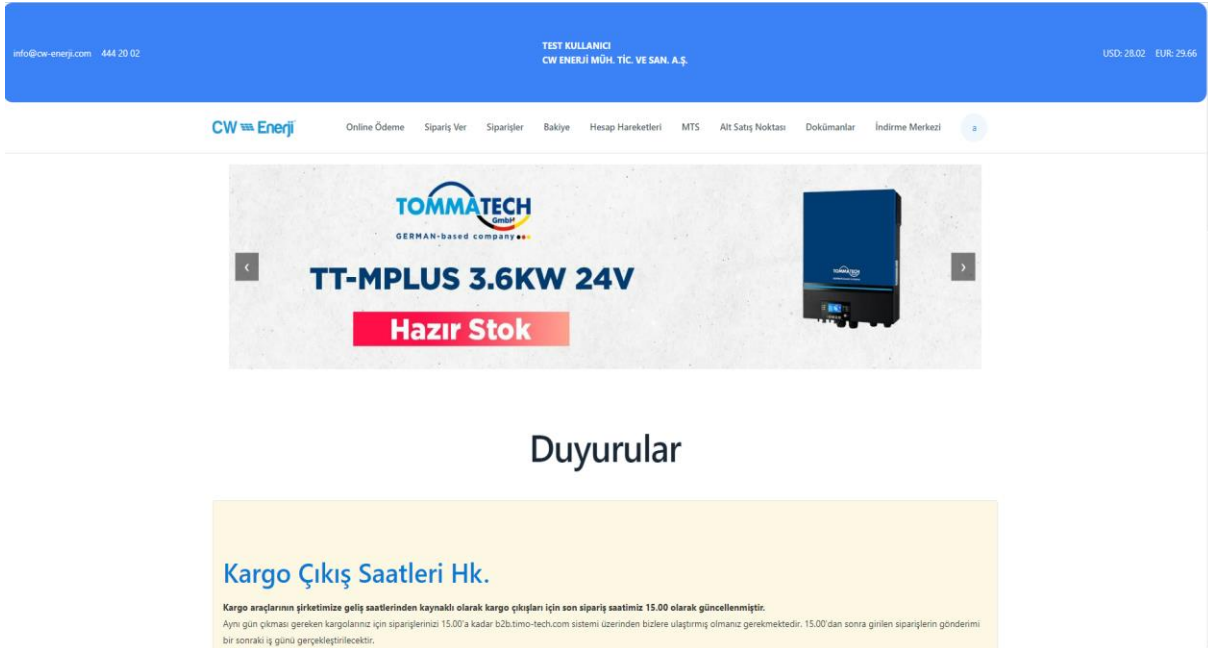 info@cw-enerji.com 444 20 02
TEST KULLANICI
CW ENERJİ MÜH. TİC. VE SAN. A.Ş.
USD: 28.02 EUR: 29.66
CW Enerji
Online Ödeme Sipariş Ver Siparişler Bakiye Hesap Hareketleri MTS Alt Satış Noktası Dokümanlar İndirme Merkezi a
TOMMATECH
GmbH
GERMAN-based company
TT-MPLUS 3.6KW 24V
Hazır Stok
TOMMATECH
Duyurular
Kargo Çıkış Saatleri Hk.
Kargo araçlarının şirketimize geliş saatlerinden kaynaklı olarak kargo çıkışları için son sipariş saatimiz 15.00 olarak güncellenmiştir.
Aynı gün çıkması gereken kargolarınız için siparişlerinizi 15.00'a kadar b2b.timo-tech.com sistemi üzerinden bizlere ulaştırmış olmanız gerekmektedir. 15.00'dan sonra girilen siparişlerin gönderimi
bir sonraki iş günü gerçekleştirilecektir.